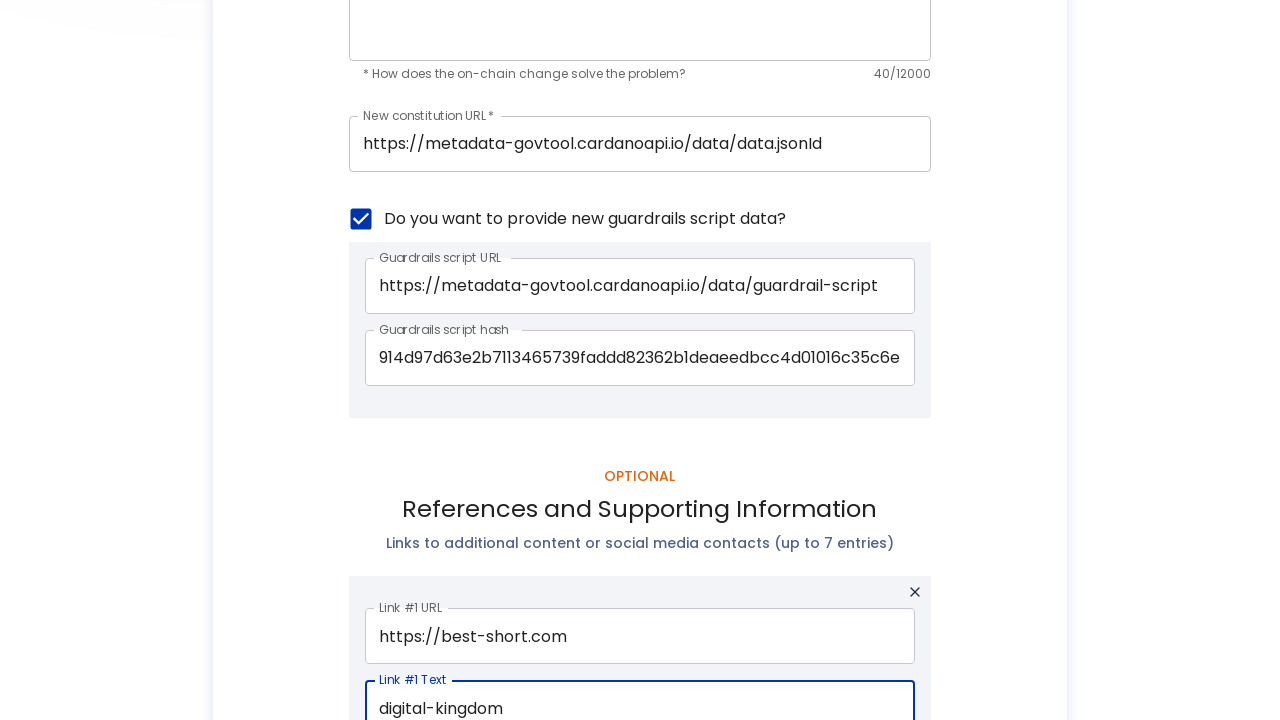 * How does the on-chain change solve the problem?
40/12000
New constitution URL *
https://metadata-govtool.cardanoapi.io/data/data.jsonId
Do you want to provide new guardrails script data?
Guardrails script URL
https://metadata-govtool.cardanoapi.io/data/guardrail-script
Guardrails script hash
914d97d63e2b7113465739faddd82362b1deaeedbcc4d01016c35c6e
OPTIONAL
References and Supporting Information
Links to additional content or social media contacts (up to 7 entries)
Link #1 URL
https://best-short.com
Link #1 Text
digital-kingdom